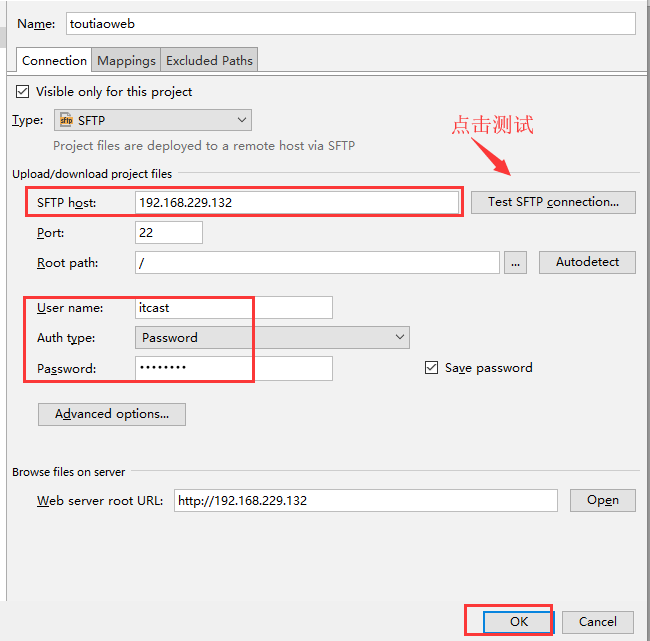 Name: toutiaoweb
Connection Mappings Excluded Paths
Visible only for this project
Type: sftp SFTP
Project files are deployed to a remote host via SFTP
点击测试
Upload/download project files
SFTP host: 192.168.229.132 Test SFTP connection...
Port: 22
Root path: / ... Autodetect
User name: itcast
Auth type: Password
Password: •••••••• Save password
Advanced options...
Browse files on server
Web server root URL: http://192.168.229.132 Open
OK Cancel